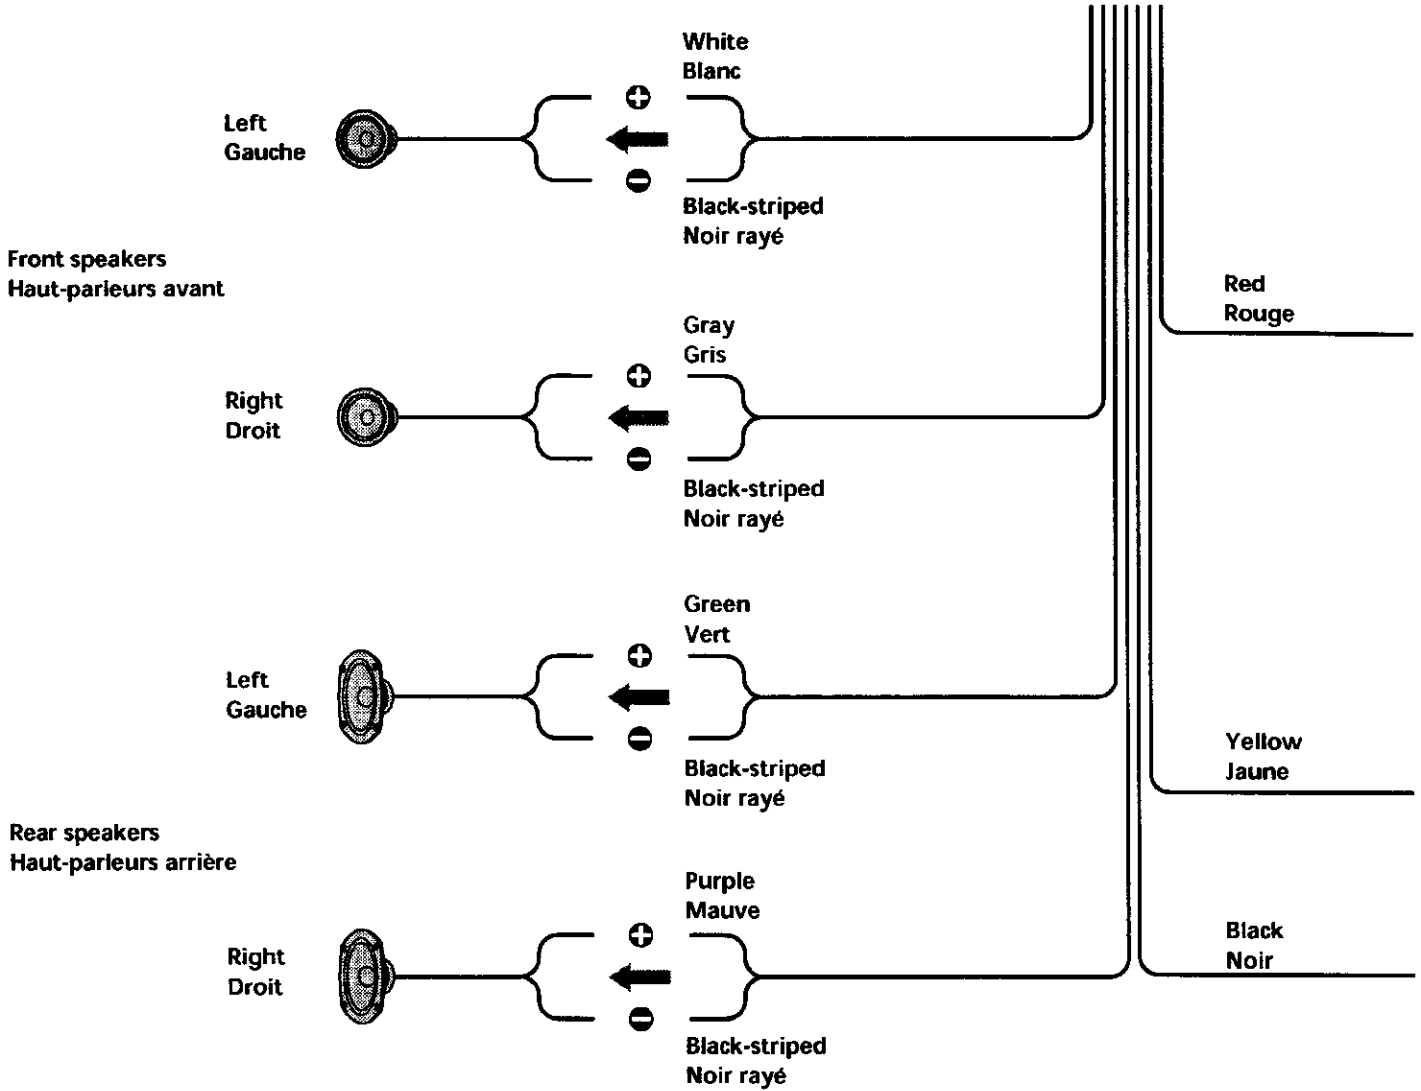 White
Blanc
Left
Gauche
Black-striped
Noir rayé
Front speakers
Haut-parleurs avant
Red
Rouge
Gray
Gris
Right
Droit
Black-striped
Noir rayé
Green
Vert
Left
Gauche
Yellow
Jaune
Black-striped
Noir rayé
Rear speakers
Haut-parleurs arrière
Purple
Mauve
Black
Noir
Right
Droit
Black-striped
Noir rayé